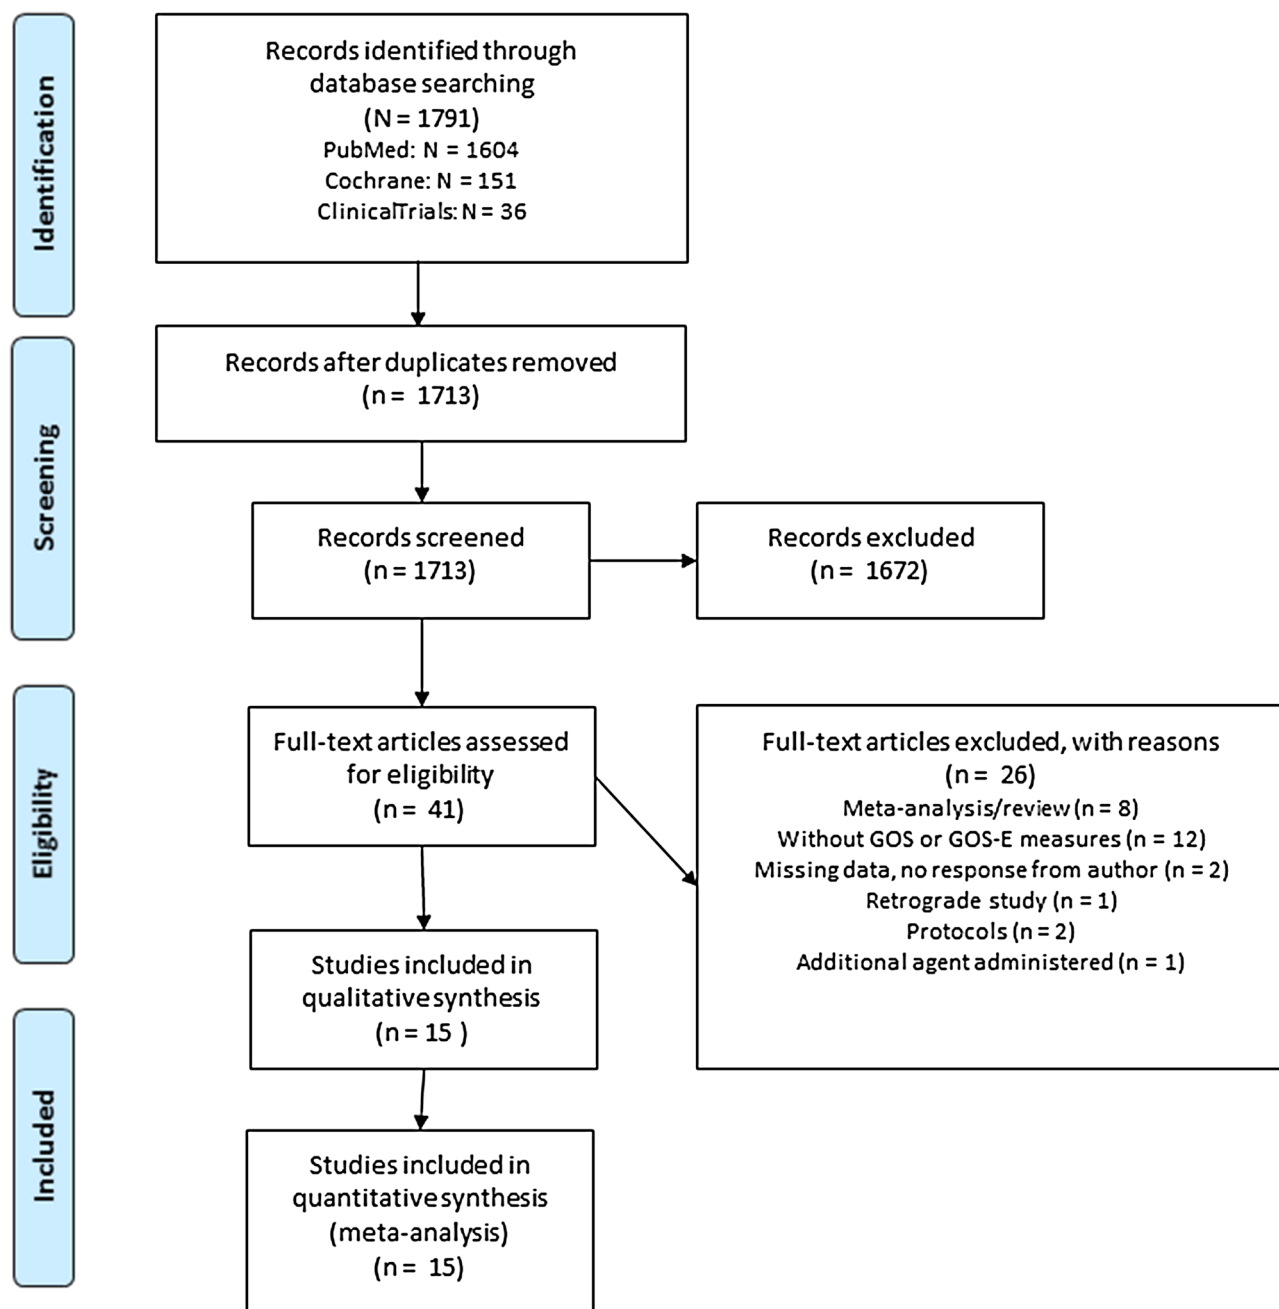 Identification
Records identified through
database searching
(N = 1791)
PubMed: N = 1604
Cochrane: N = 151
ClinicalTrials: N = 36
Screening
Records after duplicates removed
(n = 1713)
Records screened
(n = 1713)
Records excluded
(n = 1672)
Eligibility
Full-text articles assessed
for eligibility
(n = 41)
Full-text articles excluded, with reasons
(n = 26)
Meta-analysis/review (n = 8)
Without GOS or GOS-E measures (n = 12)
Missing data, no response from author (n = 2)
Retrograde study (n = 1)
Protocols (n = 2)
Additional agent administered (n = 1)
Studies included in
qualitative synthesis
(n = 15 )
Included
Studies included in
quantitative synthesis
(meta-analysis)
(n = 15)